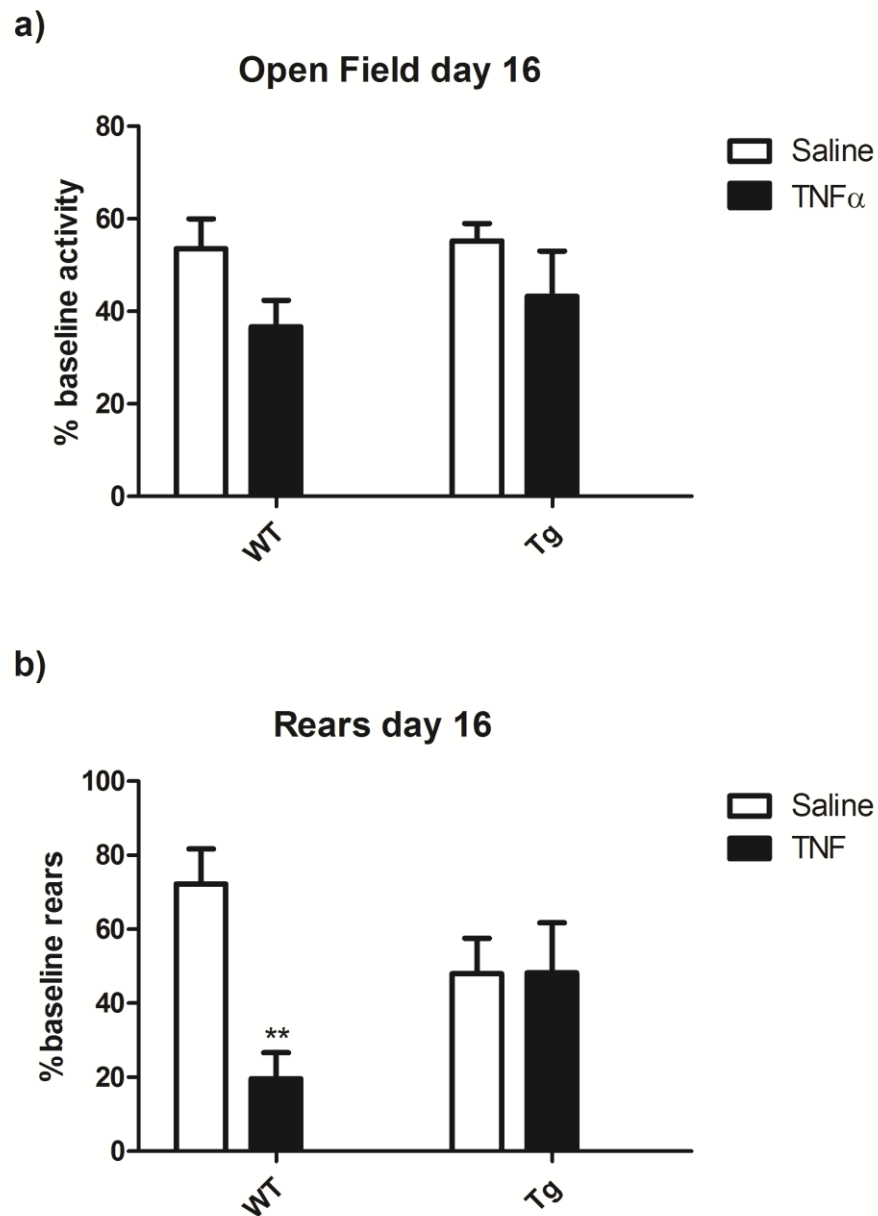 a)
Open Field day 16
% baseline activity
80
60
40
20
0
WT
Tg
Saline
TNFα
b)
Rears day 16
%baseline rears
100
80
60
40
20
0
**
WT
Tg
Saline
TNF